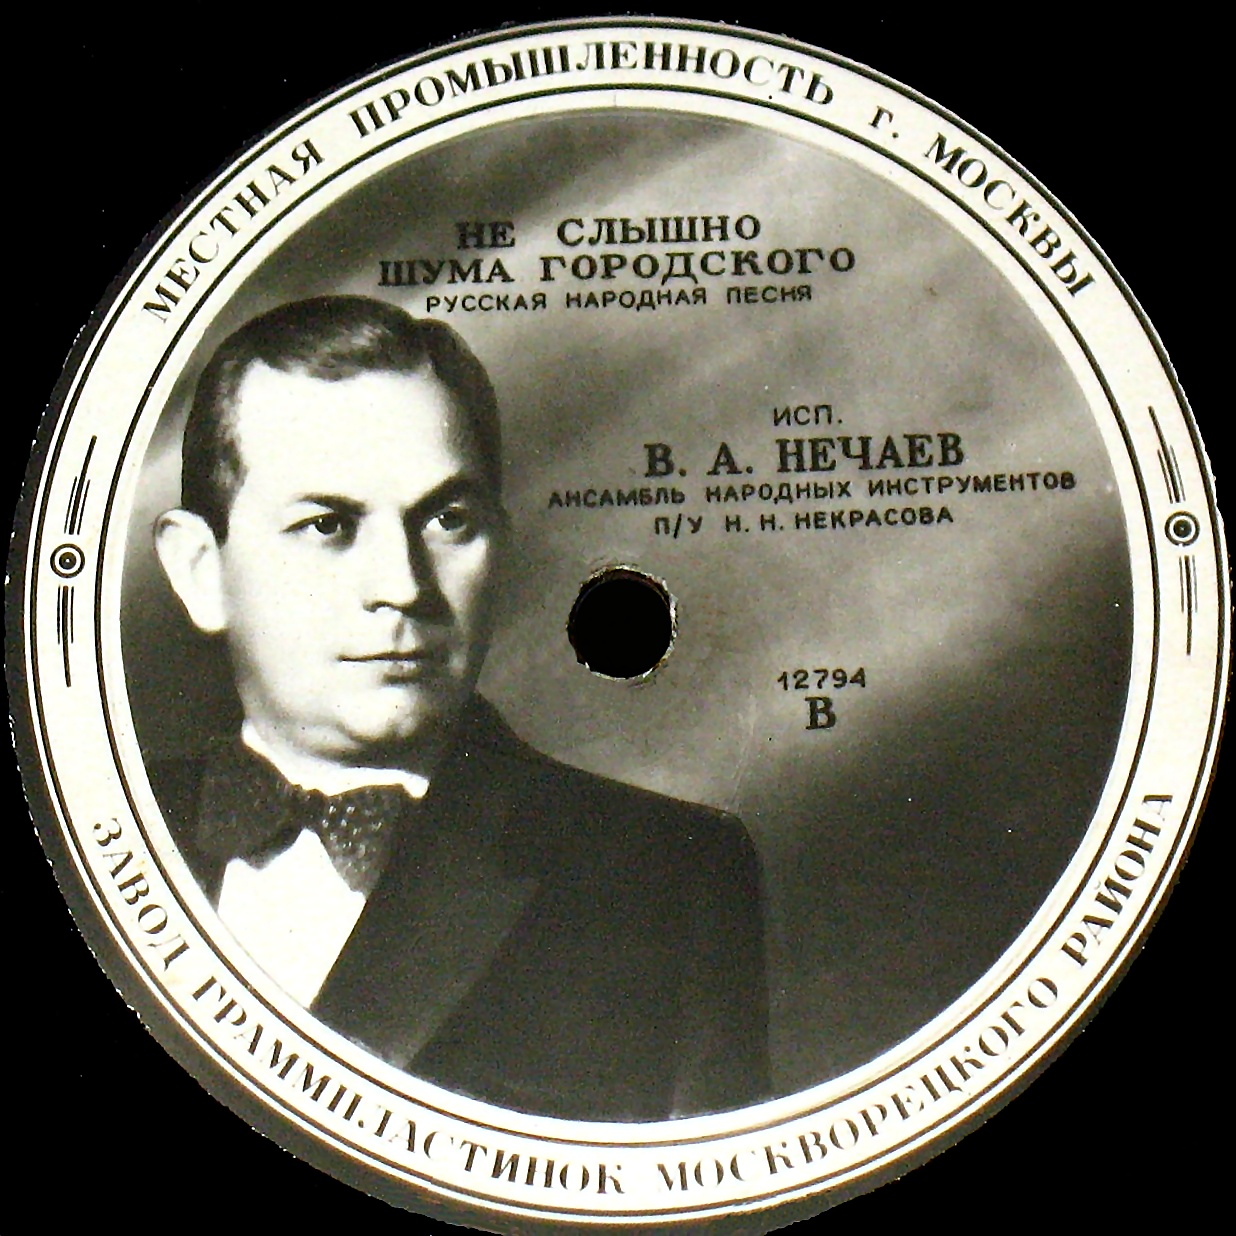 МЕСТНАЯ ПРОМЫШЛЕННОСТЬ г. МОСКВЫ
НЕ СЛЫШНО
ШУМА ГОРОДСКОГО
РУССКАЯ НАРОДНАЯ ПЕСНЯ
ИСП.
В. А. НЕЧАЕВ
АНСАМБЛЬ НАРОДНЫХ ИНСТРУМЕНТОВ
П/У Н. Н. НЕКРАСОВА
12794
В
ЗАВОД ГРАММПЛАСТИНОК МОСКВОРЕЦКОГО РАЙОНА